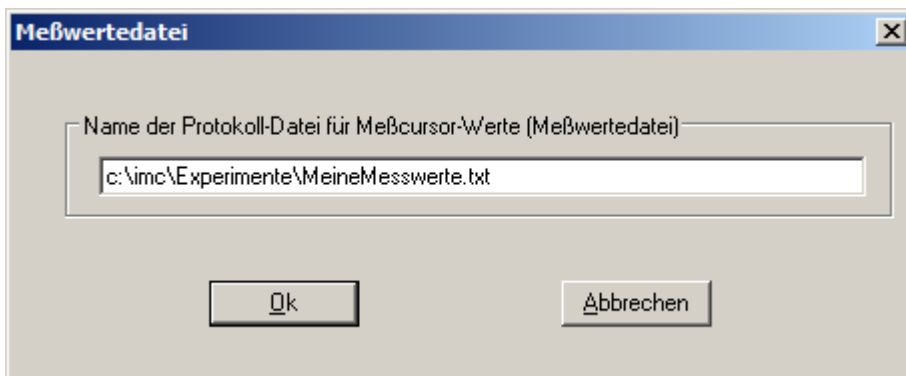 Meßwertedatei
Name der Protokoll-Datei für Meßcursor-Werte (Meßwertedatei)
c:\imc\Experimente\MeineMesswerte.txt
Ok Abbrechen